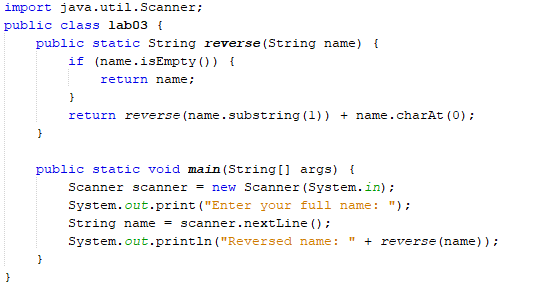 import java.util.Scanner;
public class lab03 {
    public static String reverse(String name) {
        if (name.isEmpty()) {
            return name;
        }
        return reverse(name.substring(1)) + name.charAt(0);
    }

    public static void main(String[] args) {
        Scanner scanner = new Scanner(System.in);
        System.out.print("Enter your full name: ");
        String name = scanner.nextLine();
        System.out.println("Reversed name: " + reverse(name));
    }
}